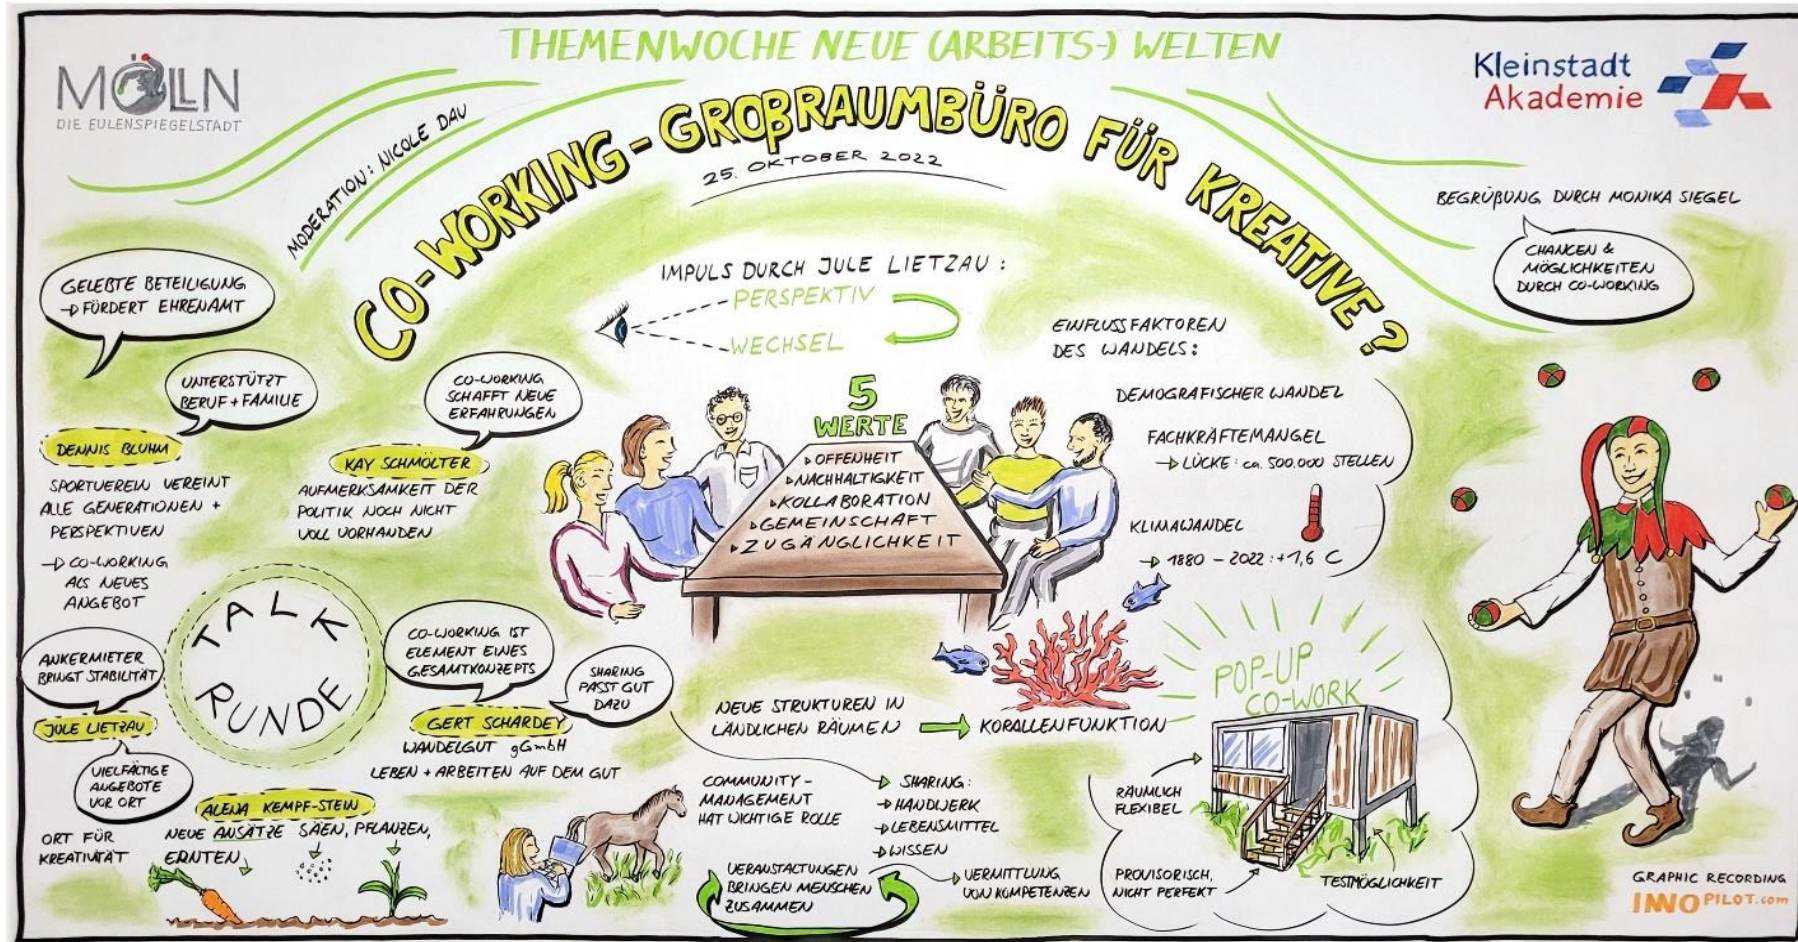 THEMENWOCHE NEUE (ARBEITS-) WELTEN
MÖLLN
DIE EULENSPIEGELSTADT
Kleinstadt
Akademie
MODERATION: NICOLE DAU
CO-WORKING - GROßRAUMBÜRO FÜR KREATIVE?
25. OKTOBER 2022
BEGRÜßUNG DURCH MONIKA SIEGEL
CHANCEN &
MÖGLICHKEITEN
DURCH CO-WORKING
IMPULS DURCH JULE LIETZAU:
PERSPEKTIV
WECHSEL
GELEBTE BETEILIGUNG
→ FÖRDERT EHRENAMT
UNTERSTÜTZT
BERUF + FAMILIE
DENNIS BLUHM
SPORTVEREIN VEREINT
ALLE GENERATIONEN +
PERSPEKTIVEN
→ CO-WORKING
ALS NEUES
ANGEBOT
CO-WORKING
SCHAFFT NEUE
ERFAHRUNGEN
KAY SCHMÖLTER
AUFMERKSAMKEIT DER
POLITIK NOCH NICHT
VOLL VORHANDEN
5
WERTE
OFFENHEIT
NACHHALTIGKEIT
KOLLABORATION
GEMEINSCHAFT
ZUGÄNGLICHKEIT
EINFLUSSFAKTOREN
DES WANDELS:
DEMOGRAFISCHER WANDEL
FACHKRÄFTEMANGEL
→ LÜCKE: ca. 500.000 STELLEN
KLIMAWANDEL
→ 1880 - 2022: +1,6 C
TALK
RUNDE
ANKERMIETER
BRINGT STABILITÄT
JULE LIETZAU
VIELFÄLTIGE
ANGEBOTE
VOR ORT
ORT FÜR
KREATIVITÄT
CO-WORKING IST
ELEMENT EINES
GESAMTKONZEPTS
SHARING
PASST GUT
DAZU
GERT SCHARDEY
WANDELGUT gGmbH
LEBEN + ARBEITEN AUF DEM GUT
ALENA KEMPF-STEIN
NEUE ANSÄTZE SÄEN, PFLANZEN,
ERNTEN
NEUE STRUKTUREN IN
LÄNDLICHEN RÄUMEN → KORALLENFUNKTION
COMMUNITY-
MANAGEMENT
HAT WICHTIGE ROLLE
SHARING:
→ HANDWERK
→ LEBENSMITTEL
→ WISSEN
VERANSTALTUNGEN
BRINGEN MENSCHEN
ZUSAMMEN
VERMITTLUNG
VON KOMPETENZEN
POP-UP
CO-WORK
RÄUMLICH
FLEXIBEL
PROVISORISCH,
NICHT PERFEKT
TESTMÖGLICHKEIT
GRAPHIC RECORDING
INNOPILOT.com